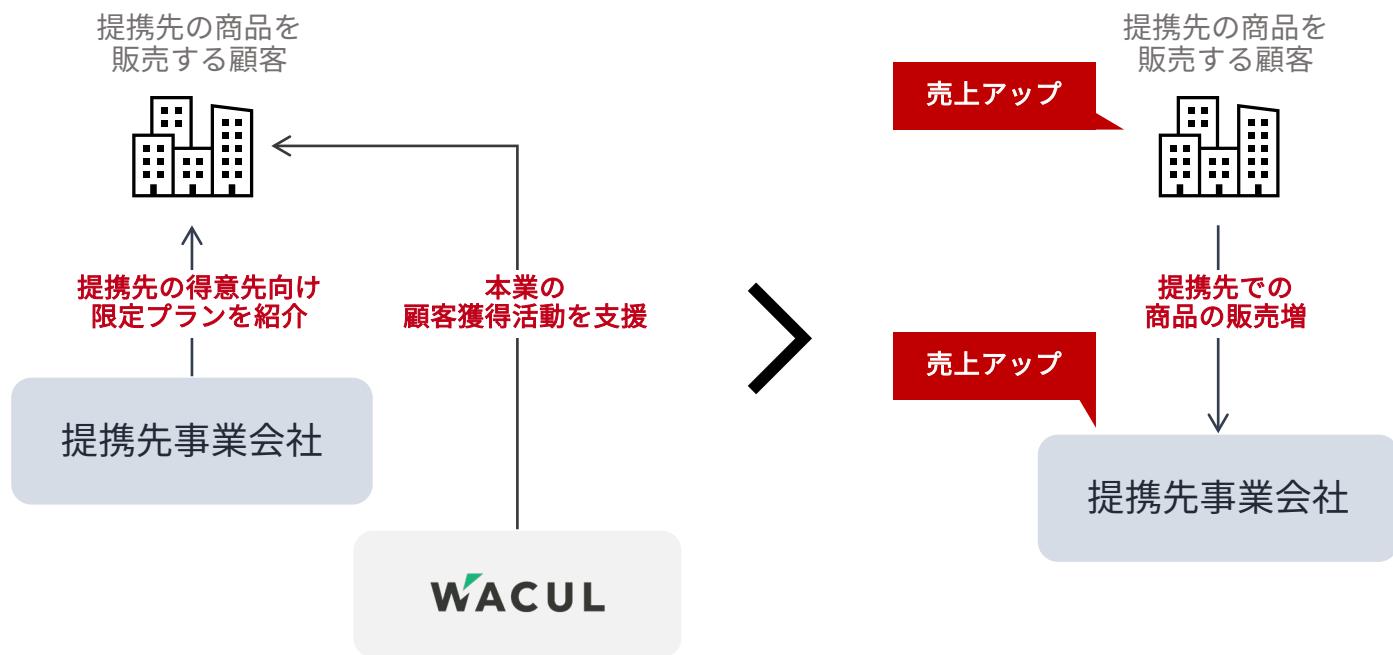 提携先の商品を
販売する顧客
提携先の得意先向け
限定プランを紹介
本業の
顧客獲得活動を支援
提携先事業会社
WACUL
提携先の商品を
販売する顧客
売上アップ
提携先での
商品の販売増
売上アップ
提携先事業会社